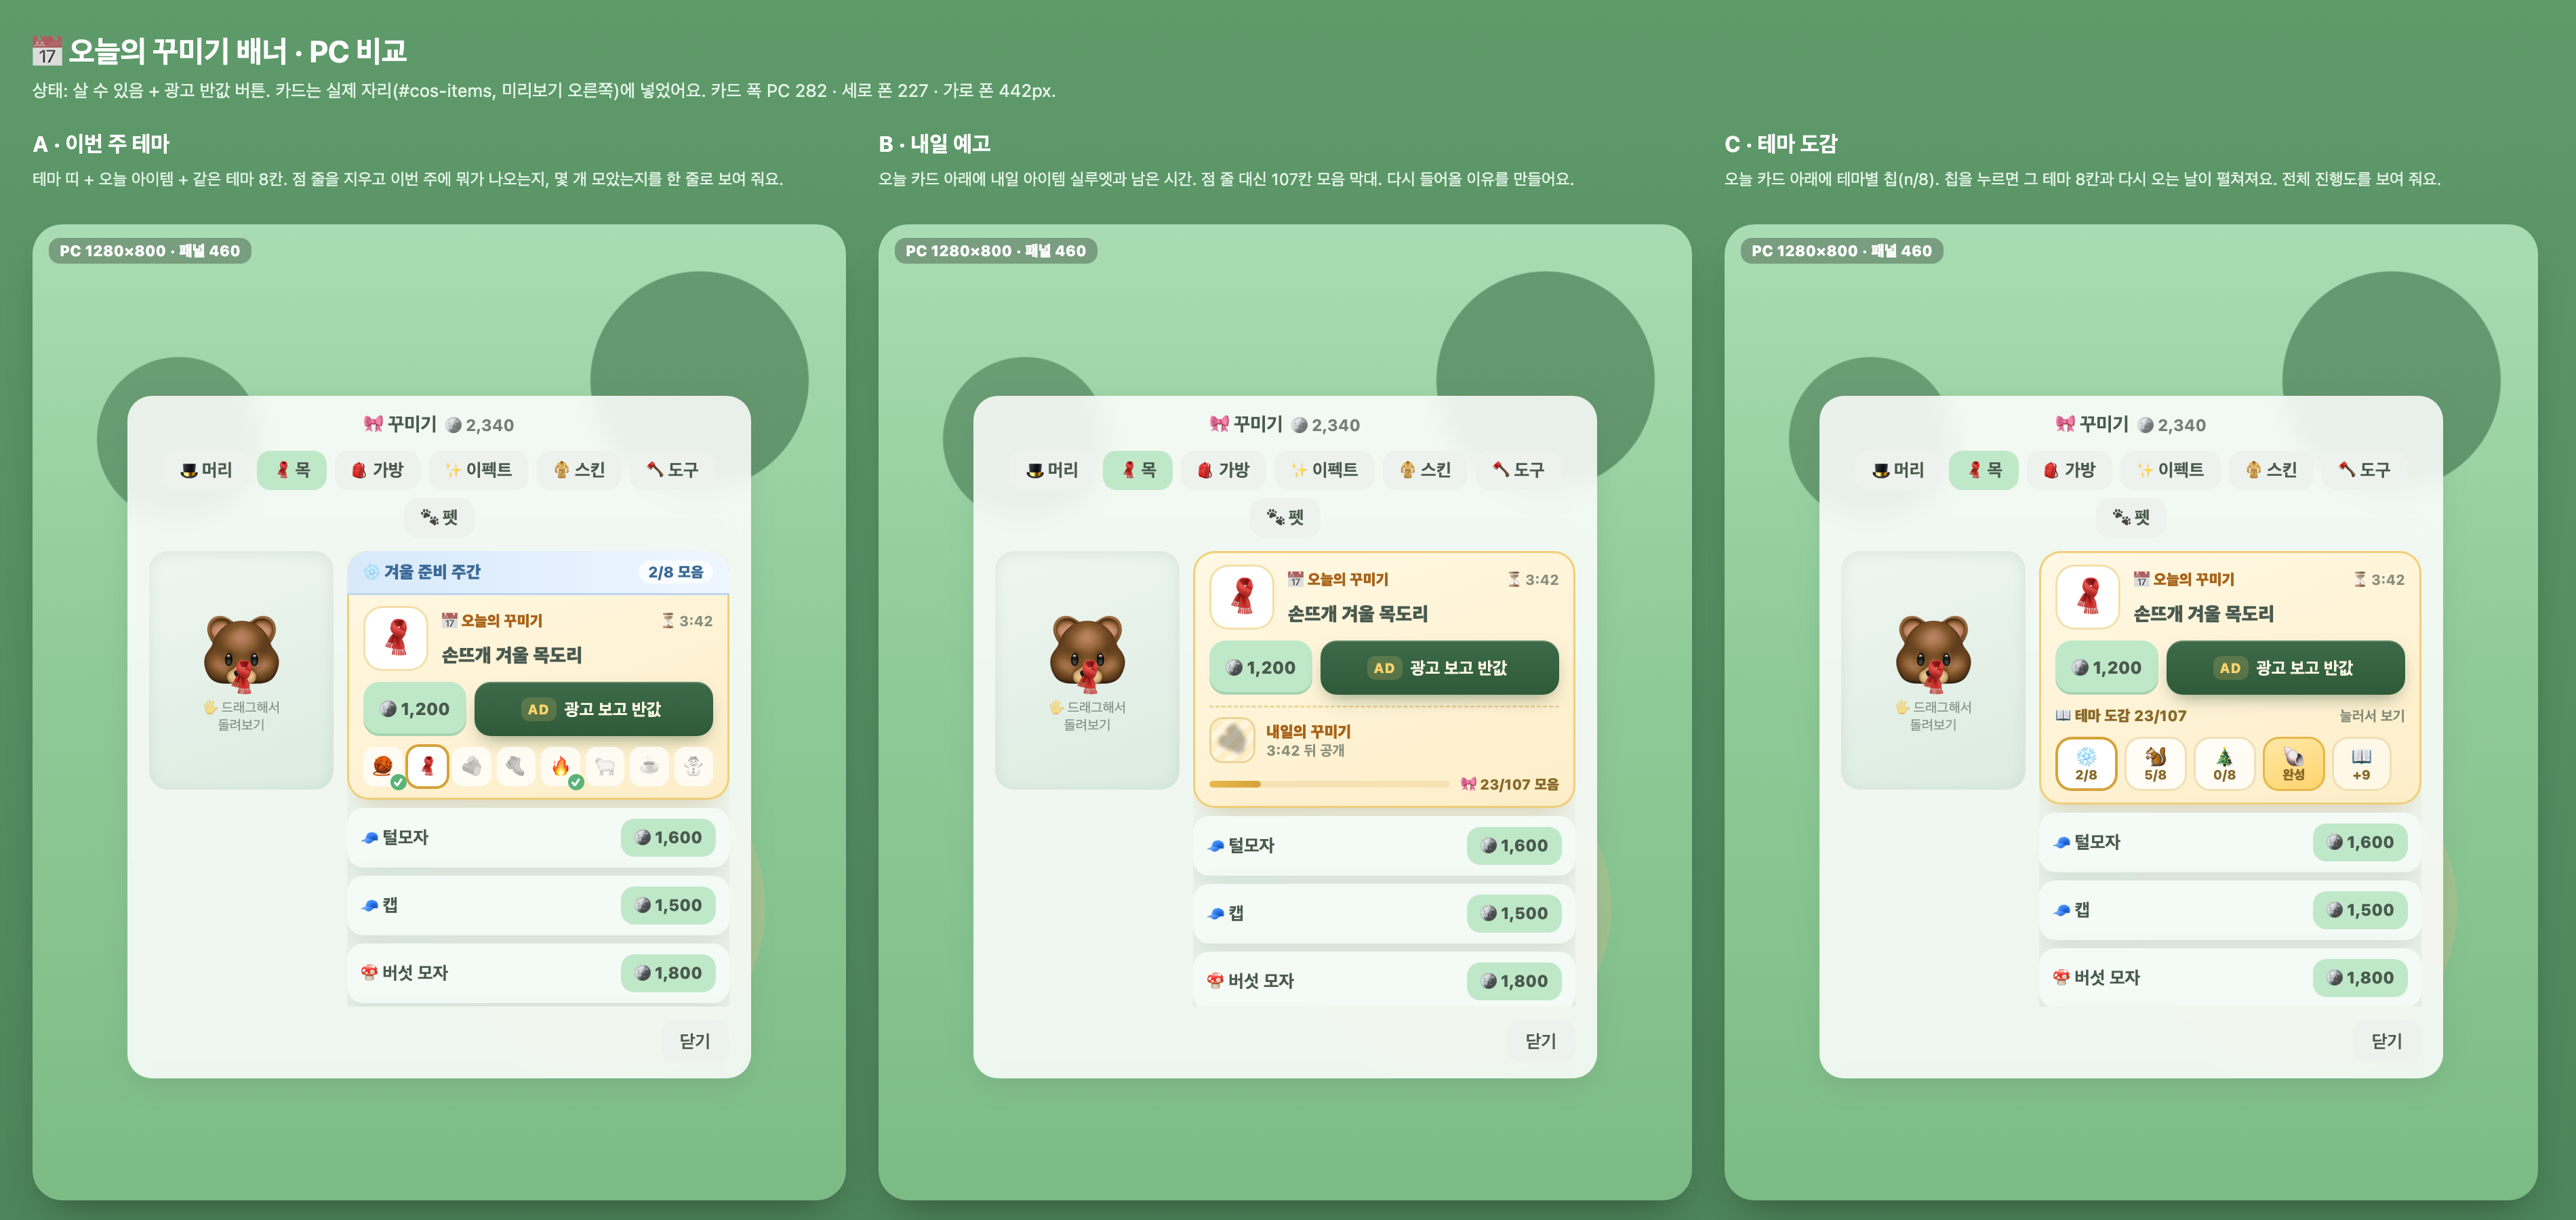 📅 오늘의 꾸미기 배너 · PC 비교
상태: 살 수 있음 + 광고 반값 버튼. 카드는 실제 자리(#cos-items, 미리보기 오른쪽)에 넣었어요. 카드 폭 PC 282 · 세로 폰 227 · 가로 폰 442px.
A · 이번 주 테마
테마 띠 + 오늘 아이템 + 같은 테마 8칸. 점 줄을 지우고 이번 주에 뭐가 나오는지, 몇 개 모았는지를 한 줄로 보여 줘요.
PC 1280×800 · 패널 460
🎀 꾸미기 2,340
🎩 머리 🧣 목 🎒 가방 ✨ 이펙트 🥋 스킨 🪓 도구
🐾 펫
🖐 드래그해서
돌려보기
❄️ 겨울 준비 주간 2/8 모음
📅 오늘의 꾸미기 ⏳ 3:42
손뜨개 겨울 목도리
1,200 AD 광고 보고 반값
🧢 털모자 1,600
🧢 캡 1,500
🍄 버섯 모자 1,800
닫기
B · 내일 예고
오늘 카드 아래에 내일 아이템 실루엣과 남은 시간. 점 줄 대신 107칸 모음 막대. 다시 들어올 이유를 만들어요.
PC 1280×800 · 패널 460
🎀 꾸미기 2,340
🎩 머리 🧣 목 🎒 가방 ✨ 이펙트 🥋 스킨 🪓 도구
🐾 펫
🖐 드래그해서
돌려보기
📅 오늘의 꾸미기 ⏳ 3:42
손뜨개 겨울 목도리
1,200 AD 광고 보고 반값
내일의 꾸미기
3:42 뒤 공개
🎀 23/107 모음
🧢 털모자 1,600
🧢 캡 1,500
🍄 버섯 모자 1,800
닫기
C · 테마 도감
오늘 카드 아래에 테마별 칩(n/8). 칩을 누르면 그 테마 8칸과 다시 오는 날이 펼쳐져요. 전체 진행도를 보여 줘요.
PC 1280×800 · 패널 460
🎀 꾸미기 2,340
🎩 머리 🧣 목 🎒 가방 ✨ 이펙트 🥋 스킨 🪓 도구
🐾 펫
🖐 드래그해서
돌려보기
📅 오늘의 꾸미기 ⏳ 3:42
손뜨개 겨울 목도리
1,200 AD 광고 보고 반값
📖 테마 도감 23/107 눌러서 보기
2/8 5/8 0/8 완성 +9
🧢 털모자 1,600
🧢 캡 1,500
🍄 버섯 모자 1,800
닫기